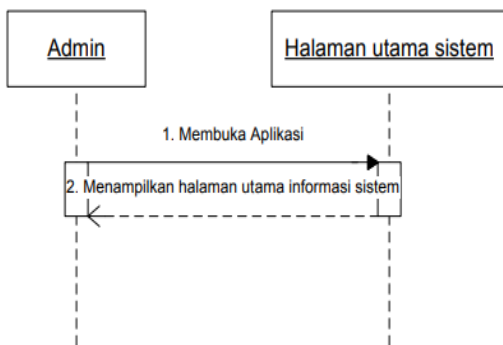 Admin
Halaman utama sistem
1. Membuka Aplikasi
2. Menampilkan halaman utama informasi sistem